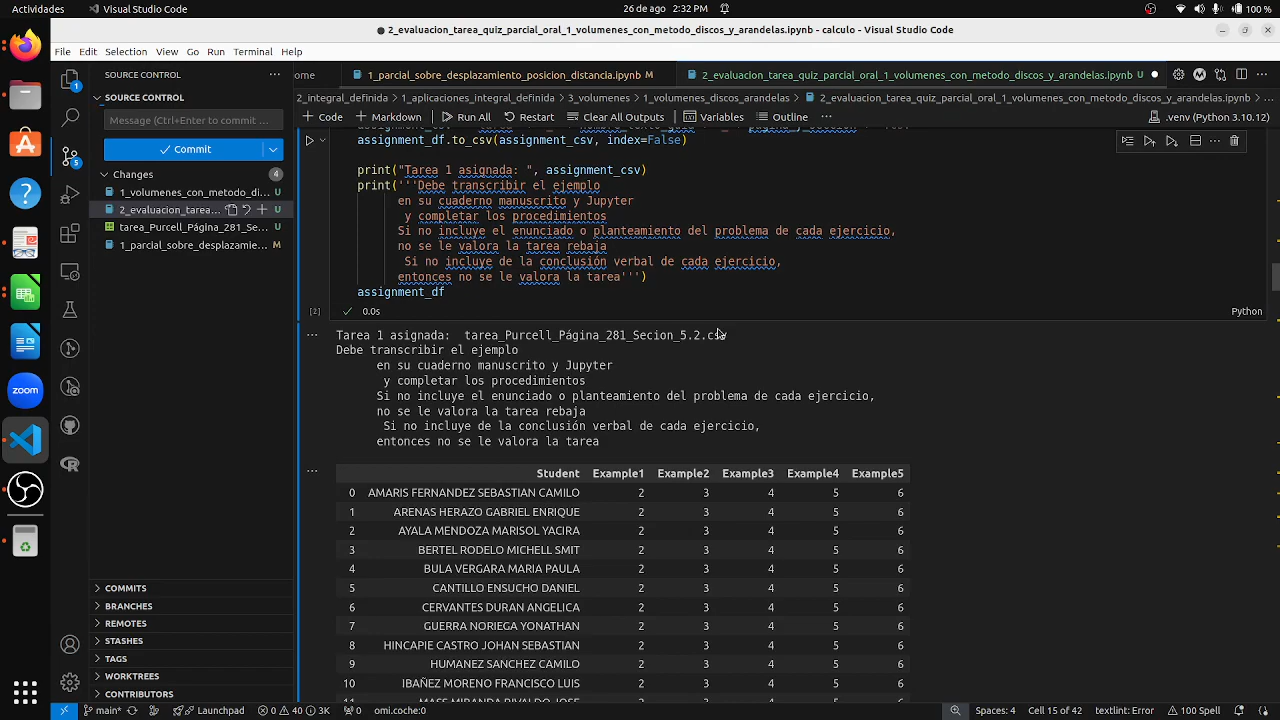 Actividades
Visual Studio Code
26 de ago 2:32 PM
100 %
2_evaluacion_tarea_quiz_parcial_oral_1_volumenes_con_metodo_discos_y_arandelas.ipynb - calculo - Visual Studio Code
File Edit Selection View Go Run Terminal Help
SOURCE CONTROL
ome
1_parcial_sobre_desplazamiento_posicion_distancia.ipynb M
2_evaluacion_tarea_quiz_parcial_oral_1_volumenes_con_metodo_discos_y_arandelas.ipynb U
CHANGES
2_integral_definida > 1_aplicaciones_integral_definida > 3_volumenes > 1_volumenes_discos_arandelas > 2_evaluacion_tarea_quiz_parcial_oral_1_volumenes_con_metodo_discos_y_arandelas.ipynb > ...
Message (Ctrl+Enter to commit ...
+ Code + Markdown Run All Restart Clear All Outputs Variables Outline ...
.venv (Python 3.10.12)
Commit
Changes 4
1_volumenes_con_metodo_di... U
2_evaluacion_tarea...
tarea_Purcell_Página_281_Se... U
1_parcial_sobre_desplazamie... M
assignment_df.to_csv(assignment_csv, index=False)
print("Tarea 1 asignada: ", assignment_csv)
print('''Debe transcribir el ejemplo
en su cuaderno manuscrito y Jupyter
y completar los procedimientos
Si no incluye el enunciado o planteamiento del problema de cada ejercicio,
no se le valora la tarea rebaja
Si no incluye de la conclusión verbal de cada ejercicio,
entonces no se le valora la tarea''')
assignment_df
[2]
0.0s
Python
Tarea 1 asignada: tarea_Purcell_Página_281_Secion_5.2.csv
Debe transcribir el ejemplo
en su cuaderno manuscrito y Jupyter
y completar los procedimientos
Si no incluye el enunciado o planteamiento del problema de cada ejercicio,
no se le valora la tarea rebaja
Si no incluye de la conclusión verbal de cada ejercicio,
entonces no se le valora la tarea
Student Example1 Example2 Example3 Example4 Example5
0 AMARIS FERNANDEZ SEBASTIAN CAMILO 2 3 4 5 6
1 ARENAS HERAZO GABRIEL ENRIQUE 2 3 4 5 6
2 AYALA MENDOZA MARISOL YACIRA 2 3 4 5 6
3 BERTEL RODELO MICHELL SMIT 2 3 4 5 6
4 BULA VERGARA MARIA PAULA 2 3 4 5 6
5 CANTILLO ENSUCHO DANIEL 2 3 4 5 6
6 CERVANTES DURAN ANGELICA 2 3 4 5 6
7 GUERRA NORIEGA YONATHAN 2 3 4 5 6
8 HINCAPIE CASTRO JOHAN SEBASTIAN 2 3 4 5 6
9 HUMANEZ SANCHEZ CAMILO 2 3 4 5 6
10 IBAÑEZ MORENO FRANCISCO LUIS 2 3 4 5 6
COMMITS
BRANCHES
REMOTES
STASHES
TAGS
WORKTREES
CONTRIBUTORS
zoom
main*
Launchpad
0 40 3K
omi.coche:0
Spaces: 4
Cell 15 of 42
textlint: Error
100 Spell